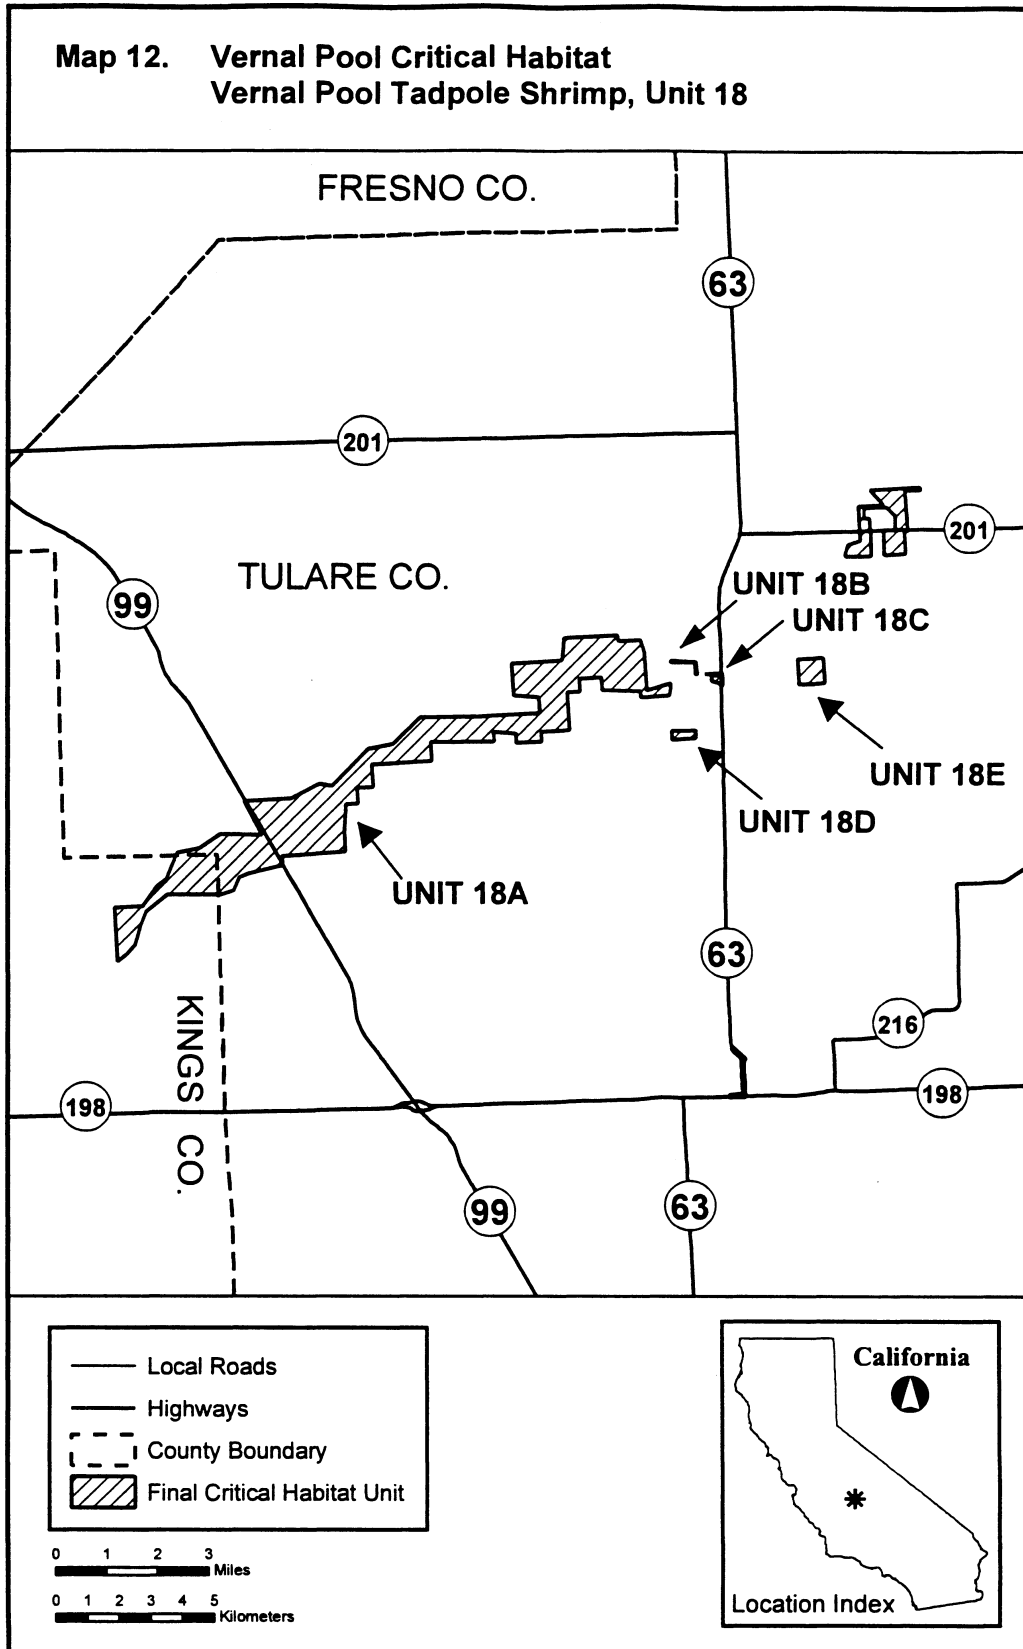 Map 12. Vernal Pool Critical Habitat
Vernal Pool Tadpole Shrimp, Unit 18
FRESNO CO.
63
201
201
TULARE CO.
99
UNIT 18B
UNIT 18C
UNIT 18E
UNIT 18D
UNIT 18A
63
KINGS CO.
216
198
198
99
63
Local Roads
Highways
County Boundary
Final Critical Habitat Unit
0 1 2 3
Miles
0 1 2 3 4 5
Kilometers
California
Location Index